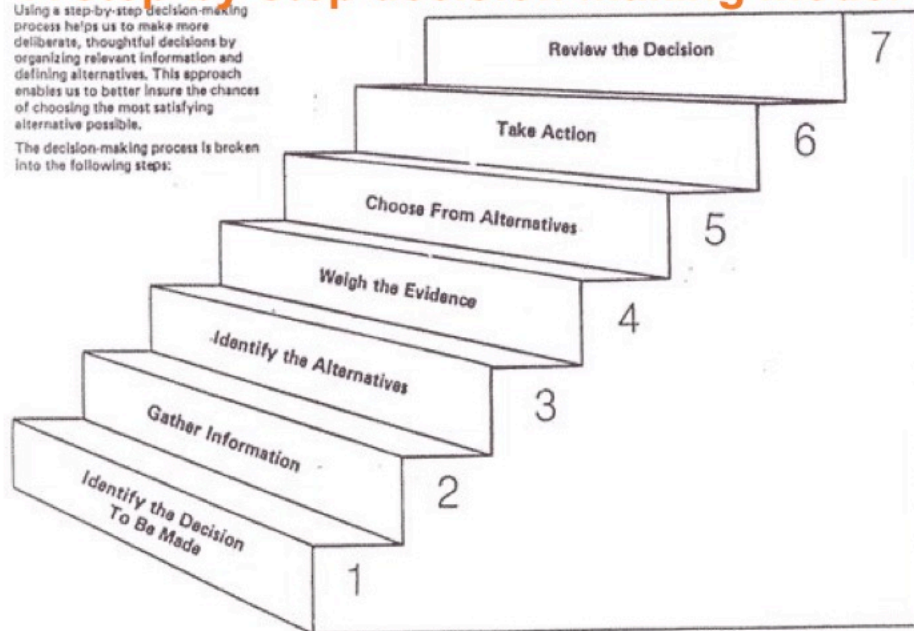 Using a step-by-step decision-making
process helps us to make more
deliberate, thoughtful decisions by
organizing relevant information and
defining alternatives. This approach
enables us to better insure the chances
of choosing the most satisfying
alternative possible.
The decision-making process is broken
into the following steps:
Review the Decision
7
Take Action
6
Choose From Alternatives
5
Weigh the Evidence
4
Identify the Alternatives
3
Gather Information
2
Identify the Decision
To Be Made
1